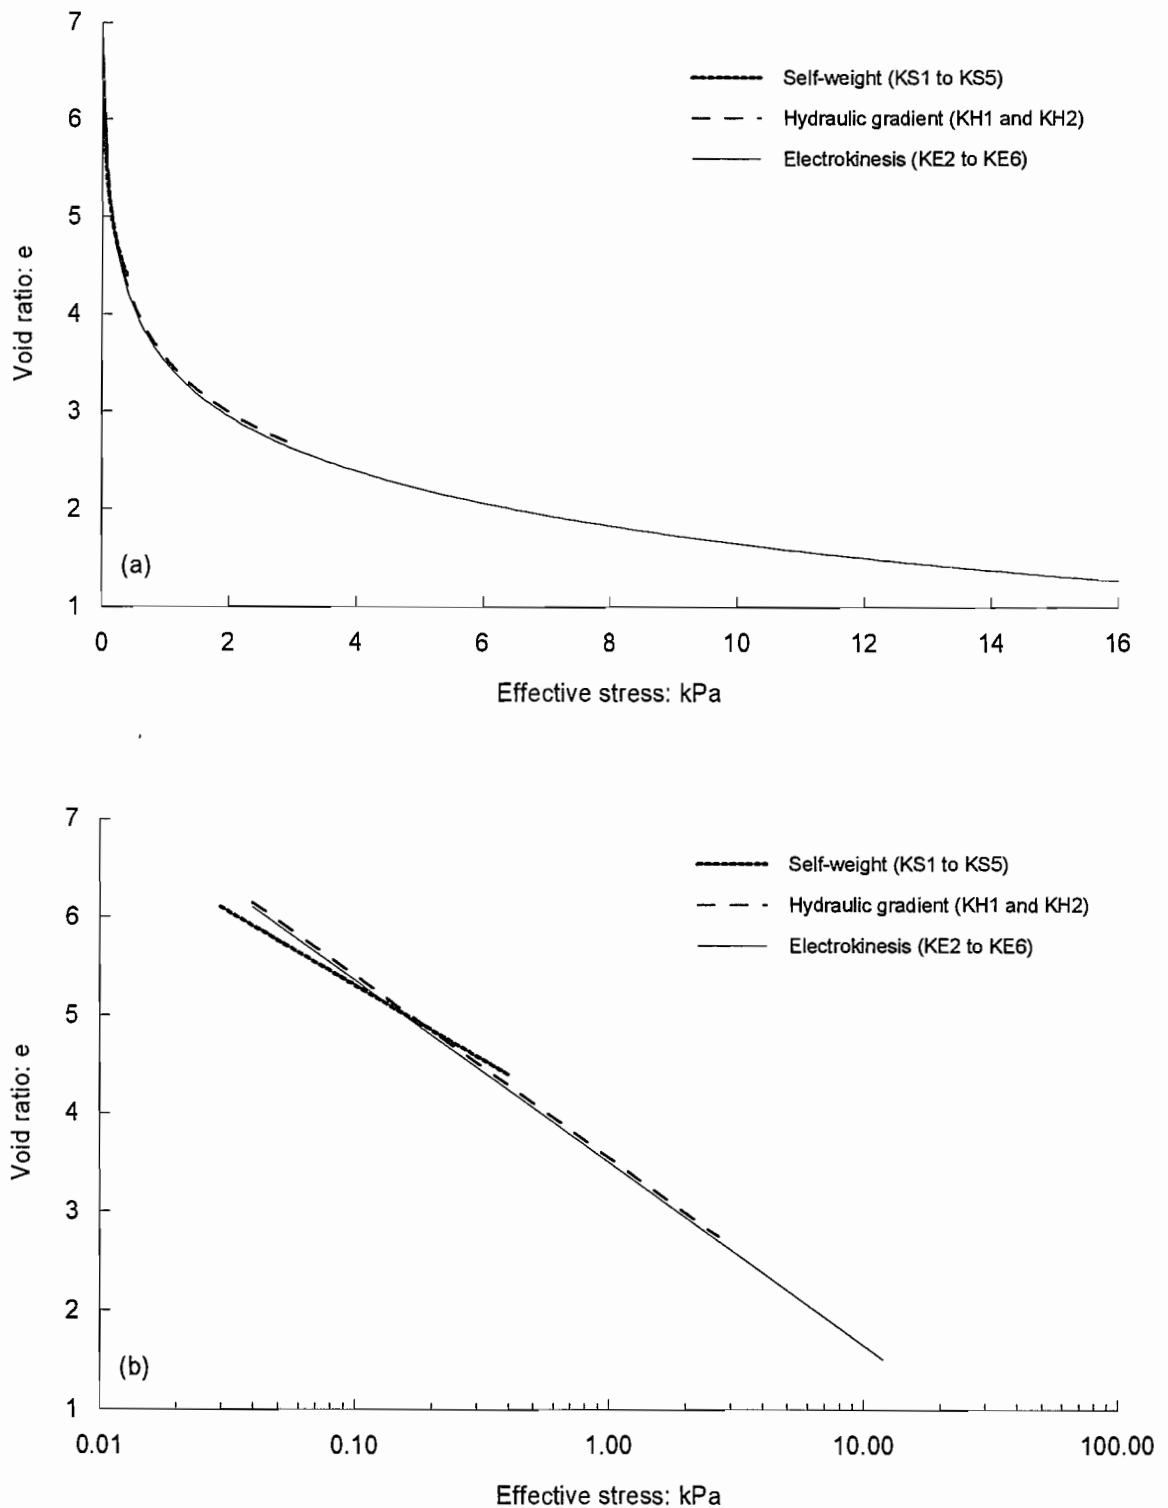 7
Self-weight (KS1 to KS5)
6
Hydraulic gradient (KH1 and KH2)
Electrokinesis (KE2 to KE6)
5
Void ratio: e
4
3
2
(a)
1
0 2 4 6 8 10 12 14 16
Effective stress: kPa
7
Self-weight (KS1 to KS5)
6
Hydraulic gradient (KH1 and KH2)
Electrokinesis (KE2 to KE6)
5
Void ratio: e
4
3
2
(b)
1
0.01 0.10 1.00 10.00 100.00
Effective stress: kPa